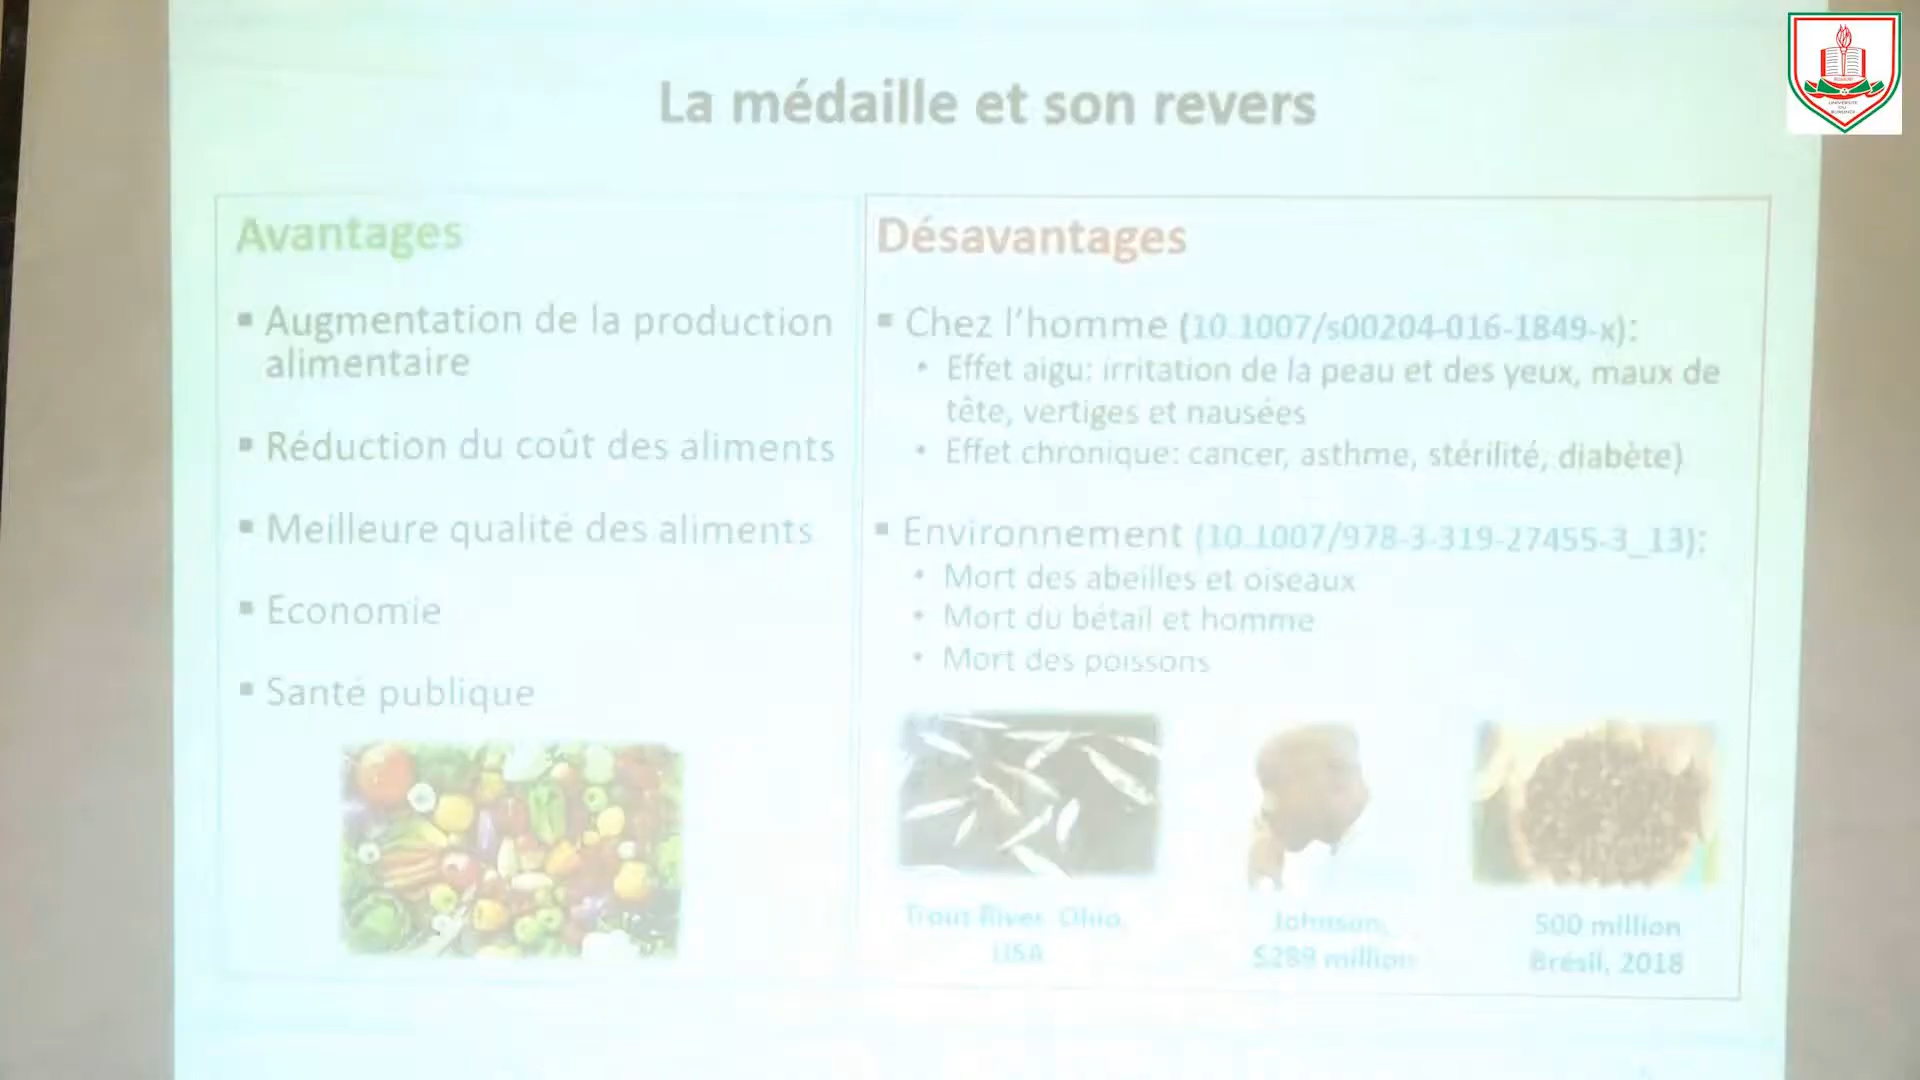 La médaille et son revers
Avantages
▪ Augmentation de la production
alimentaire
▪ Réduction du coût des aliments
▪ Meilleure qualité des aliments
▪ Economie
▪ Santé publique
Désavantages
▪ Chez l'homme (10.1007/s00204-016-1849-x):
• Effet aigu: irritation de la peau et des yeux, maux de
tête, vertiges et nausées
• Effet chronique: cancer, asthme, stérilité, diabète)
▪ Environnement (10.1007/978-3-319-27455-3_13):
• Mort des abeilles et oiseaux
• Mort du bétail et homme
• Mort des poissons
Trout River, Ohio,
USA
Johnson,
$289 million
500 million
Brésil, 2018
UNIVERSITE
DU
BURUNDI